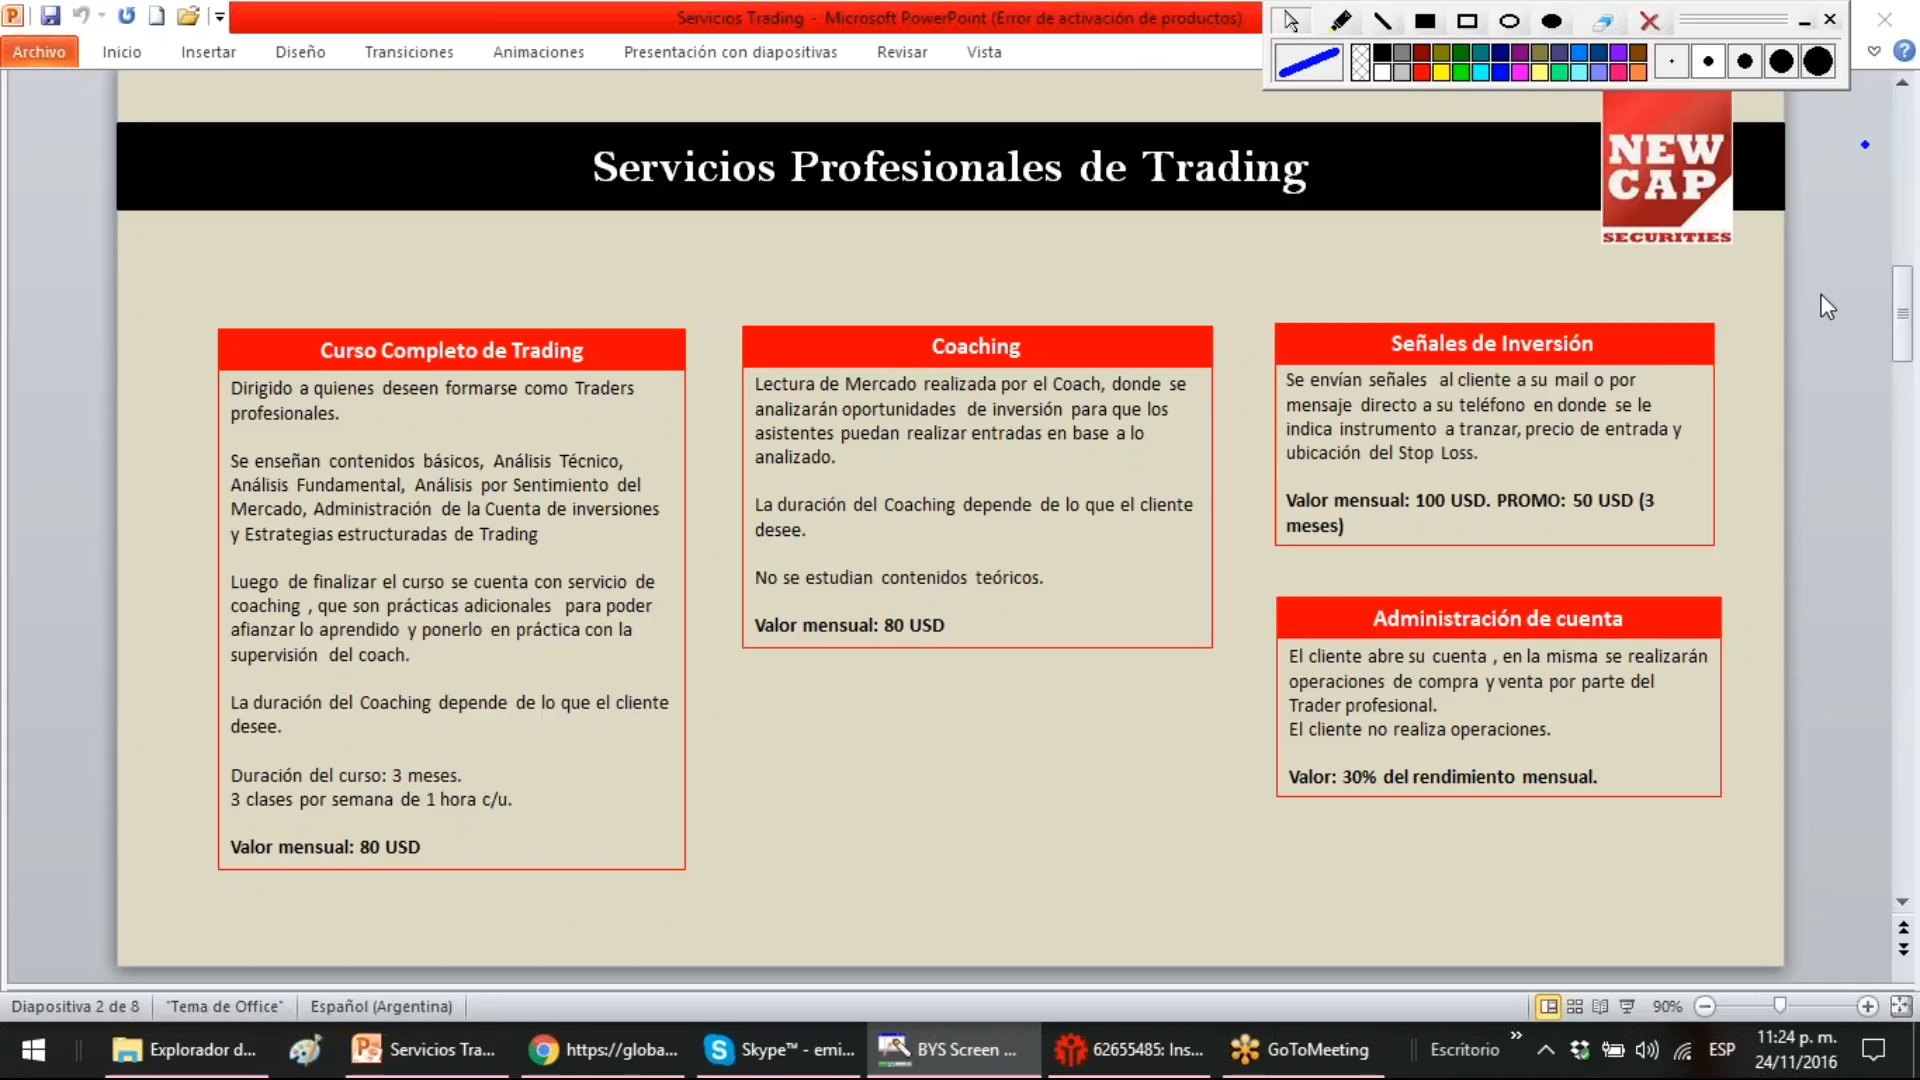 Servicios Trading - Microsoft PowerPoint (Error de activación de productos)
Archivo Inicio Insertar Diseño Transiciones Animaciones Presentación con diapositivas Revisar Vista
Servicios Profesionales de Trading
NEW
CAP
SECURITIES
Curso Completo de Trading
Dirigido a quienes deseen formarse como Traders
profesionales.
Se enseñan contenidos básicos, Análisis Técnico,
Análisis Fundamental, Análisis por Sentimiento del
Mercado, Administración de la Cuenta de inversiones
y Estrategias estructuradas de Trading
Luego de finalizar el curso se cuenta con servicio de
coaching , que son prácticas adicionales para poder
afianzar lo aprendido y ponerlo en práctica con la
supervisión del coach.
La duración del Coaching depende de lo que el cliente
desee.
Duración del curso: 3 meses.
3 clases por semana de 1 hora c/u.
Valor mensual: 80 USD
Coaching
Lectura de Mercado realizada por el Coach, donde se
analizarán oportunidades de inversión para que los
asistentes puedan realizar entradas en base a lo
analizado.
La duración del Coaching depende de lo que el cliente
desee.
No se estudian contenidos teóricos.
Valor mensual: 80 USD
Señales de Inversión
Se envían señales al cliente a su mail o por
mensaje directo a su teléfono en donde se le
indica instrumento a tranzar, precio de entrada y
ubicación del Stop Loss.
Valor mensual: 100 USD. PROMO: 50 USD (3
meses)
Administración de cuenta
El cliente abre su cuenta , en la misma se realizarán
operaciones de compra y venta por parte del
Trader profesional.
El cliente no realiza operaciones.
Valor: 30% del rendimiento mensual.
Diapositiva 2 de 8 "Tema de Office" Español (Argentina) 90%
Explorador d... Servicios Tra... https://globa... Skype™ - emi... BYS Screen ... 62655485: Ins... GoToMeeting Escritorio ESP 11:24 p. m.
24/11/2016